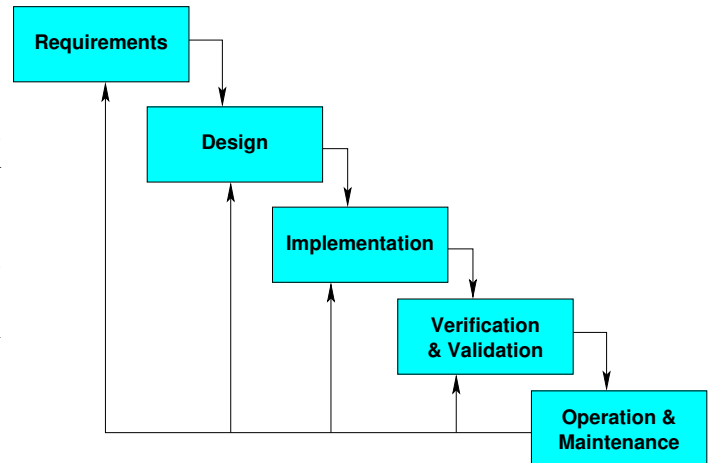 Requirements
Design
Implementation
Verification
& Validation
Operation &
Maintenance